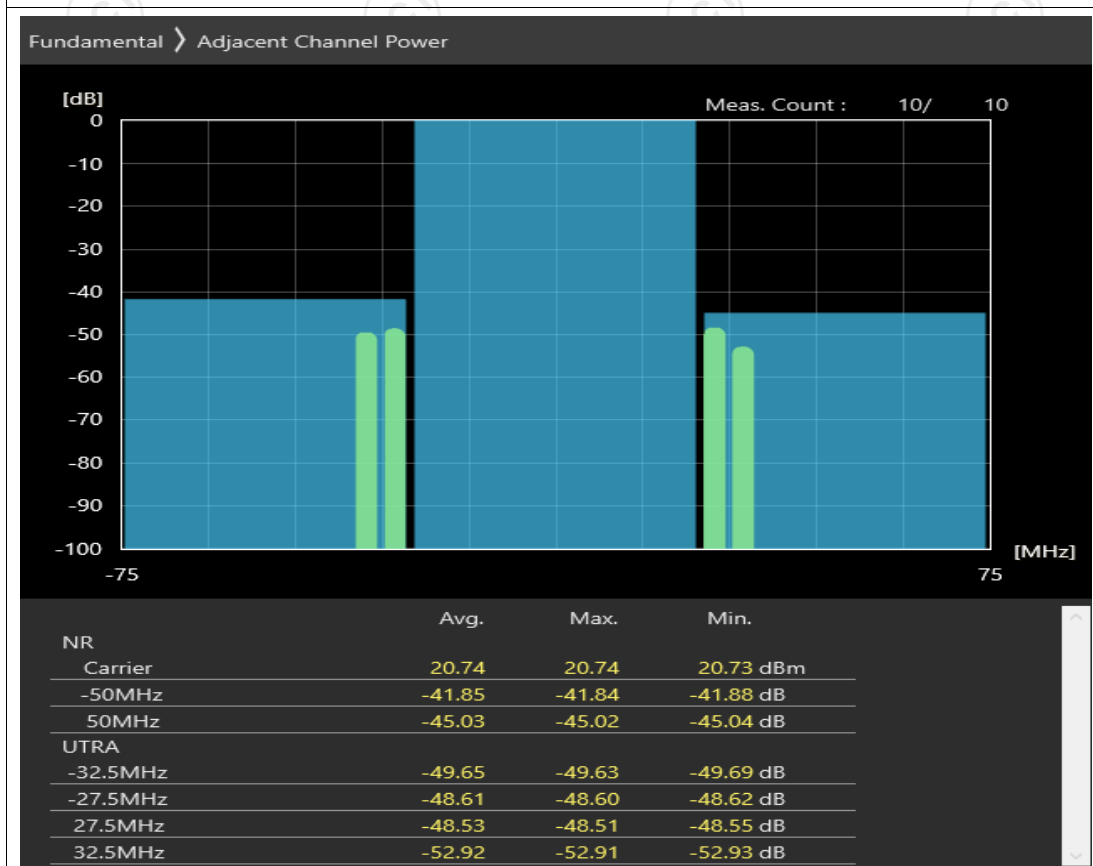 Fundamental 》 Adjacent Channel Power
[dB]
Meas. Count : 10/ 10
0
-10
-20
-30
-40
-50
-60
-70
-80
-90
-100
[MHz]
-75 75
Avg. Max. Min.
NR
Carrier 20.74 20.74 20.73 dBm
-50MHz -41.85 -41.84 -41.88 dB
50MHz -45.03 -45.02 -45.04 dB
UTRA
-32.5MHz -49.65 -49.63 -49.69 dB
-27.5MHz -48.61 -48.60 -48.62 dB
27.5MHz -48.53 -48.51 -48.55 dB
32.5MHz -52.92 -52.91 -52.93 dB